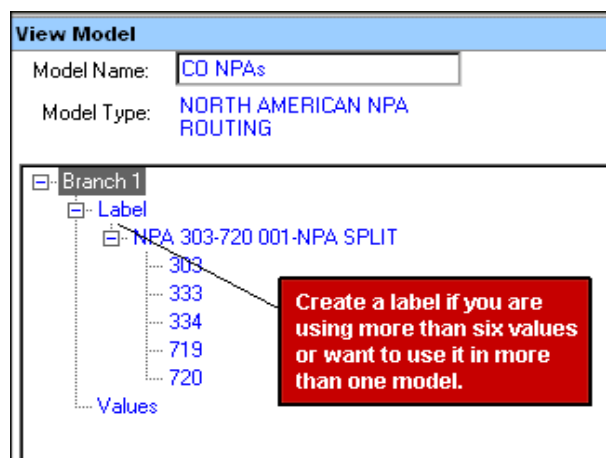 View Model
Model Name: CO NPAs
Model Type: NORTH AMERICAN NPA
ROUTING
Branch 1
Label
NPA 303-720 001-NPA SPLIT
303
333
334
719
720
Values
Create a label if you are
using more than six values
or want to use it in more
than one model.